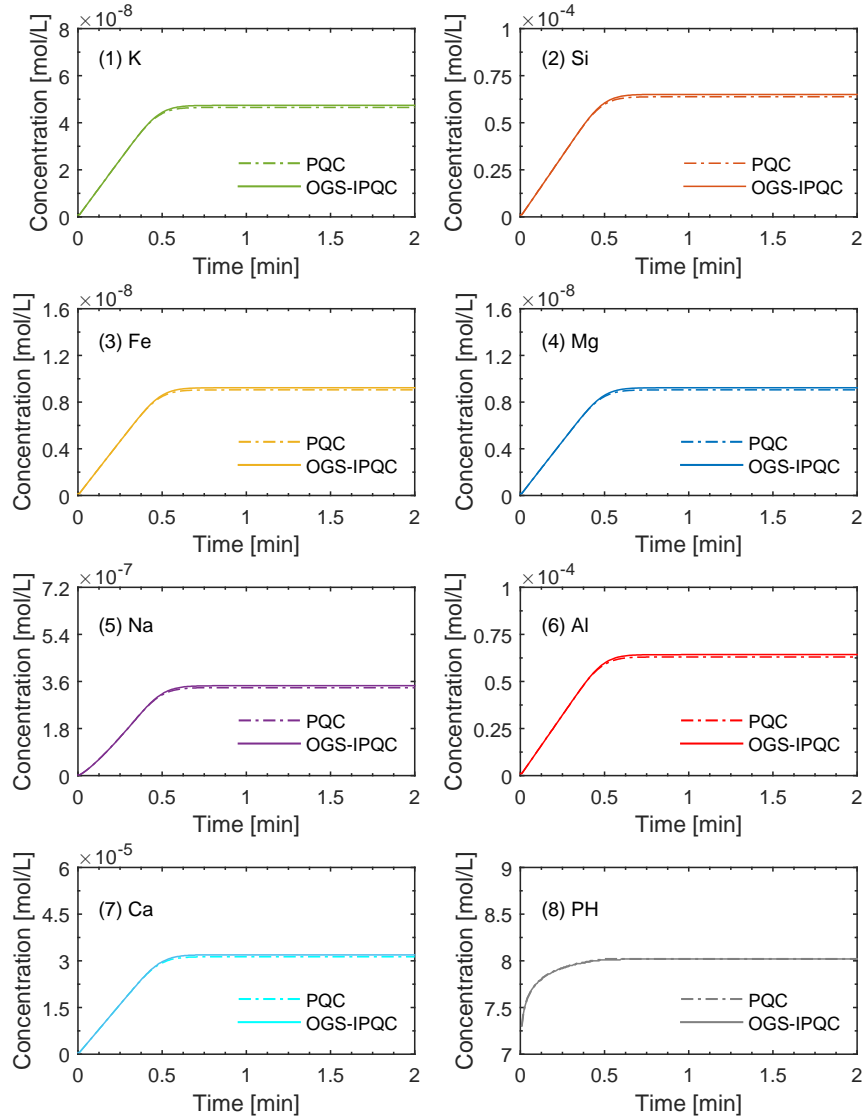 ×10-8
8
6
4
2
0
Concentration [mol/L]
(1) K
PQC
OGS-IPQC
0 0.5 1 1.5 2
Time [min]
×10-4
1
0.75
0.5
0.25
0
Concentration [mol/L]
(2) Si
PQC
OGS-IPQC
0 0.5 1 1.5 2
Time [min]
×10-8
1.6
1.2
0.8
0.4
0
Concentration [mol/L]
(3) Fe
PQC
OGS-IPQC
0 0.5 1 1.5 2
Time [min]
×10-8
1.6
1.2
0.8
0.4
0
Concentration [mol/L]
(4) Mg
PQC
OGS-IPQC
0 0.5 1 1.5 2
Time [min]
×10-7
7.2
5.4
3.6
1.8
0
Concentration [mol/L]
(5) Na
PQC
OGS-IPQC
0 0.5 1 1.5 2
Time [min]
×10-4
1
0.75
0.5
0.25
0
Concentration [mol/L]
(6) Al
PQC
OGS-IPQC
0 0.5 1 1.5 2
Time [min]
×10-5
6
4.5
3
1.5
0
Concentration [mol/L]
(7) Ca
PQC
OGS-IPQC
0 0.5 1 1.5 2
Time [min]
9
8.5
8
7.5
7
Concentration [mol/L]
(8) PH
PQC
OGS-IPQC
0 0.5 1 1.5 2
Time [min]